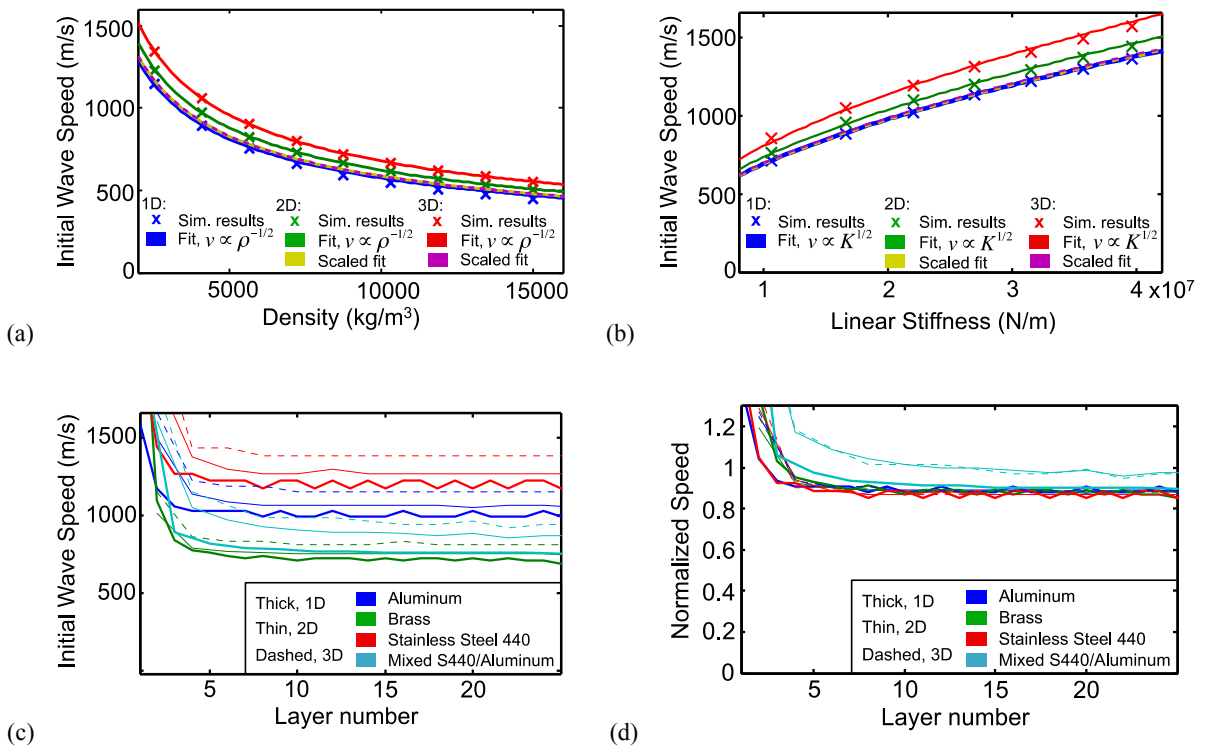 1500
1000
500
0
Initial Wave Speed (m/s)
1D: 2D: 3D:
× Sim. results × Sim. results × Sim. results
Fit, v ∝ ρ^{-1/2} Fit, v ∝ ρ^{-1/2} Fit, v ∝ ρ^{-1/2}
Scaled fit Scaled fit
5000 10000 15000
Density (kg/m³)
(a)
1500
1000
500
0
Initial Wave Speed (m/s)
1D: 2D: 3D:
× Sim. results × Sim. results × Sim. results
Fit, v ∝ K^{1/2} Fit, v ∝ K^{1/2} Fit, v ∝ K^{1/2}
Scaled fit Scaled fit
1 2 3 4 x10⁷
Linear Stiffness (N/m)
(b)
1500
1000
500
Initial Wave Speed (m/s)
Thick, 1D
Thin, 2D
Dashed, 3D
Aluminum
Brass
Stainless Steel 440
Mixed S440/Aluminum
5 10 15 20
Layer number
(c)
1.2
1
0.8
0.6
0.4
0.2
0
Normalized Speed
Thick, 1D
Thin, 2D
Dashed, 3D
Aluminum
Brass
Stainless Steel 440
Mixed S440/Aluminum
5 10 15 20
Layer number
(d)